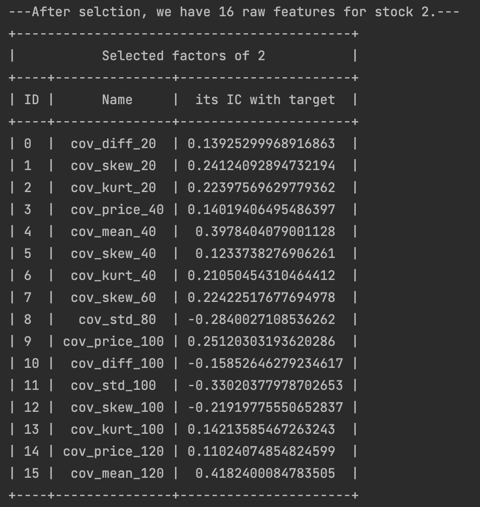 ---After selction, we have 16 raw features for stock 2.---
+----------------------------------------+
|          Selected factors of 2         |
+----+---------------+-------------------+
| ID |      Name     |  its IC with target  |
+----+---------------+----------------------+
| 0  |  cov_diff_20  | 0.13925299968916863  |
| 1  |  cov_skew_20  | 0.24124092894732194  |
| 2  |  cov_kurt_20  | 0.22397569629779362  |
| 3  |  cov_price_40 | 0.14019406495486397  |
| 4  |  cov_mean_40  |  0.3978404079001128  |
| 5  |  cov_skew_40  |  0.1233738276906261  |
| 6  |  cov_kurt_40  | 0.21050454310464412  |
| 7  |  cov_skew_60  | 0.22422517677694978  |
| 8  |   cov_std_80  | -0.2840027108536262  |
| 9  | cov_price_100 | 0.25120303193620286  |
| 10 |  cov_diff_100 | -0.15852646279234617 |
| 11 |  cov_std_100  | -0.33020377978702653 |
| 12 |  cov_skew_100 | -0.21919775550652837 |
| 13 |  cov_kurt_100 | 0.14213585467263243  |
| 14 | cov_price_120 | 0.11024074854824599  |
| 15 |  cov_mean_120 |  0.4182400084783505  |
+----+---------------+----------------------+